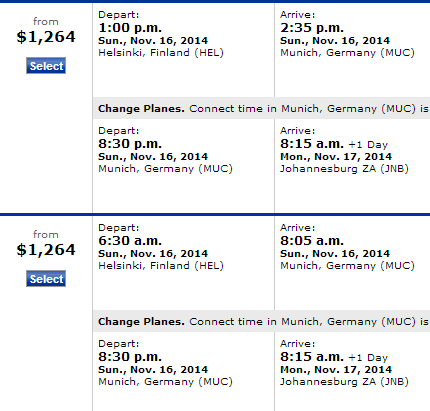 from
$1,264
Select
Depart: Arrive:
1:00 p.m. 2:35 p.m.
Sun., Nov. 16, 2014 Sun., Nov. 16, 2014
Helsinki, Finland (HEL) Munich, Germany (MUC)
Change Planes. Connect time in Munich, Germany (MUC) is
Depart: Arrive:
8:30 p.m. 8:15 a.m. +1 Day
Sun., Nov. 16, 2014 Mon., Nov. 17, 2014
Munich, Germany (MUC) Johannesburg ZA (JNB)
from
$1,264
Select
Depart: Arrive:
6:30 a.m. 8:05 a.m.
Sun., Nov. 16, 2014 Sun., Nov. 16, 2014
Helsinki, Finland (HEL) Munich, Germany (MUC)
Change Planes. Connect time in Munich, Germany (MUC) is
Depart: Arrive:
8:30 p.m. 8:15 a.m. +1 Day
Sun., Nov. 16, 2014 Mon., Nov. 17, 2014
Munich, Germany (MUC) Johannesburg ZA (JNB)